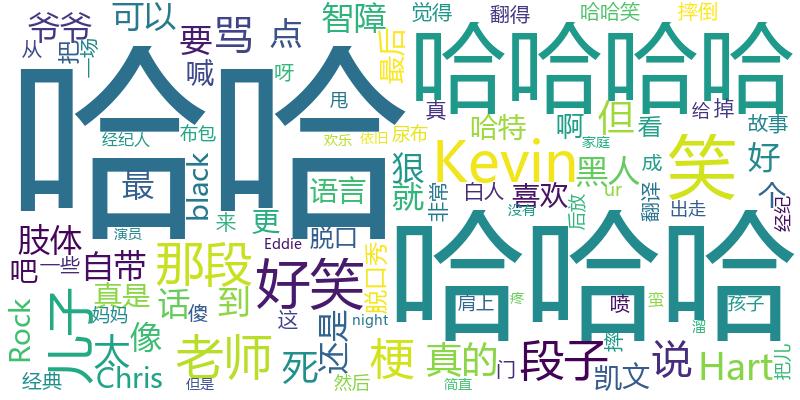 爷爷
可以
智障
觉得
翻得
哈哈笑
摔倒
从
把
一场
要
骂
点
最后
哈哈哈哈
喊
呀
哈哈
甩
真
给
掉
故事
经纪人
布包
欢乐
依旧
尿布
哈特
啊
但
看
家庭
笑
好
最
black
狠
Kevin
黑人
成
语言
就
非常
白人
喜欢
ur
翻译
个
来
更
没有
后放
出走
经纪
肢体
演员
Eddie
脱口
哈哈哈
吧
一些
自带
那段
好笑
脱口秀
Rock
儿子
真是
话
到
肩上
疼
喷
蛮
孩子
妈妈
傻
这
night
还是
溜
太
像
老师
死
梗
真的
段子
摔
说
把儿
经典
Chris
但是
然后
简直
门
凯文
Hart